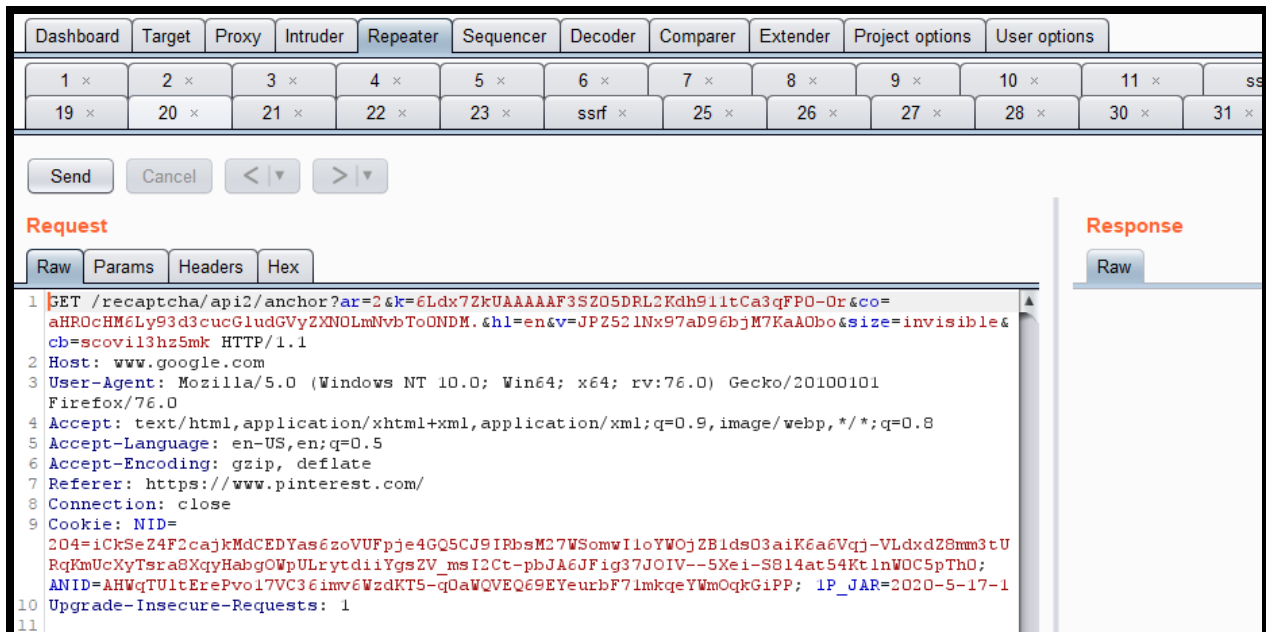 Dashboard Target Proxy Intruder Repeater Sequencer Decoder Comparer Extender Project options User options
1 × 2 × 3 × 4 × 5 × 6 × 7 × 8 × 9 × 10 × 11 × ss
19 × 20 × 21 × 22 × 23 × ssrf × 25 × 26 × 27 × 28 × 30 × 31 ×
Send Cancel < | ▼ > | ▼
Request Response
Raw Params Headers Hex Raw
1 GET /recaptcha/api2/anchor?ar=2&k=6Ldx7ZkUAAAAAF3SZ05DRL2Kdh911tCa3qFP0-0r&co=
aHR0cHM6Ly93d3cucGludGVyZXN0LmNvbTo0NDM.&hl=en&v=JPZ52lNx97aD96bjM7KaA0bo&size=invisible&
cb=scovil3hz5mk HTTP/1.1
2 Host: www.google.com
3 User-Agent: Mozilla/5.0 (Windows NT 10.0; Win64; x64; rv:76.0) Gecko/20100101
Firefox/76.0
4 Accept: text/html,application/xhtml+xml,application/xml;q=0.9,image/webp,*/*;q=0.8
5 Accept-Language: en-US,en;q=0.5
6 Accept-Encoding: gzip, deflate
7 Referer: https://www.pinterest.com/
8 Connection: close
9 Cookie: NID=
204=iCkSeZ4F2cajkMdCEDYas6zoVUFpje4GQ5CJ9IRbsM27WSomwI1oYWOjZB1ds03aiK6a6Vqj-VLdxdZ8mm3tU
RqKmUcXyTsra8XqyHabgOWpULrytdiiYgsZV_msI2Ct-pbJA6JFig37JOIV--5Xei-S8l4at54KtlnW0C5pTh0;
ANID=AHWqTUltErePvo17VC36imv6WzdKT5-q0aWQVEQ69EYeurbF71mkqeYWmOqkGiPP; 1P_JAR=2020-5-17-1
10 Upgrade-Insecure-Requests: 1
11